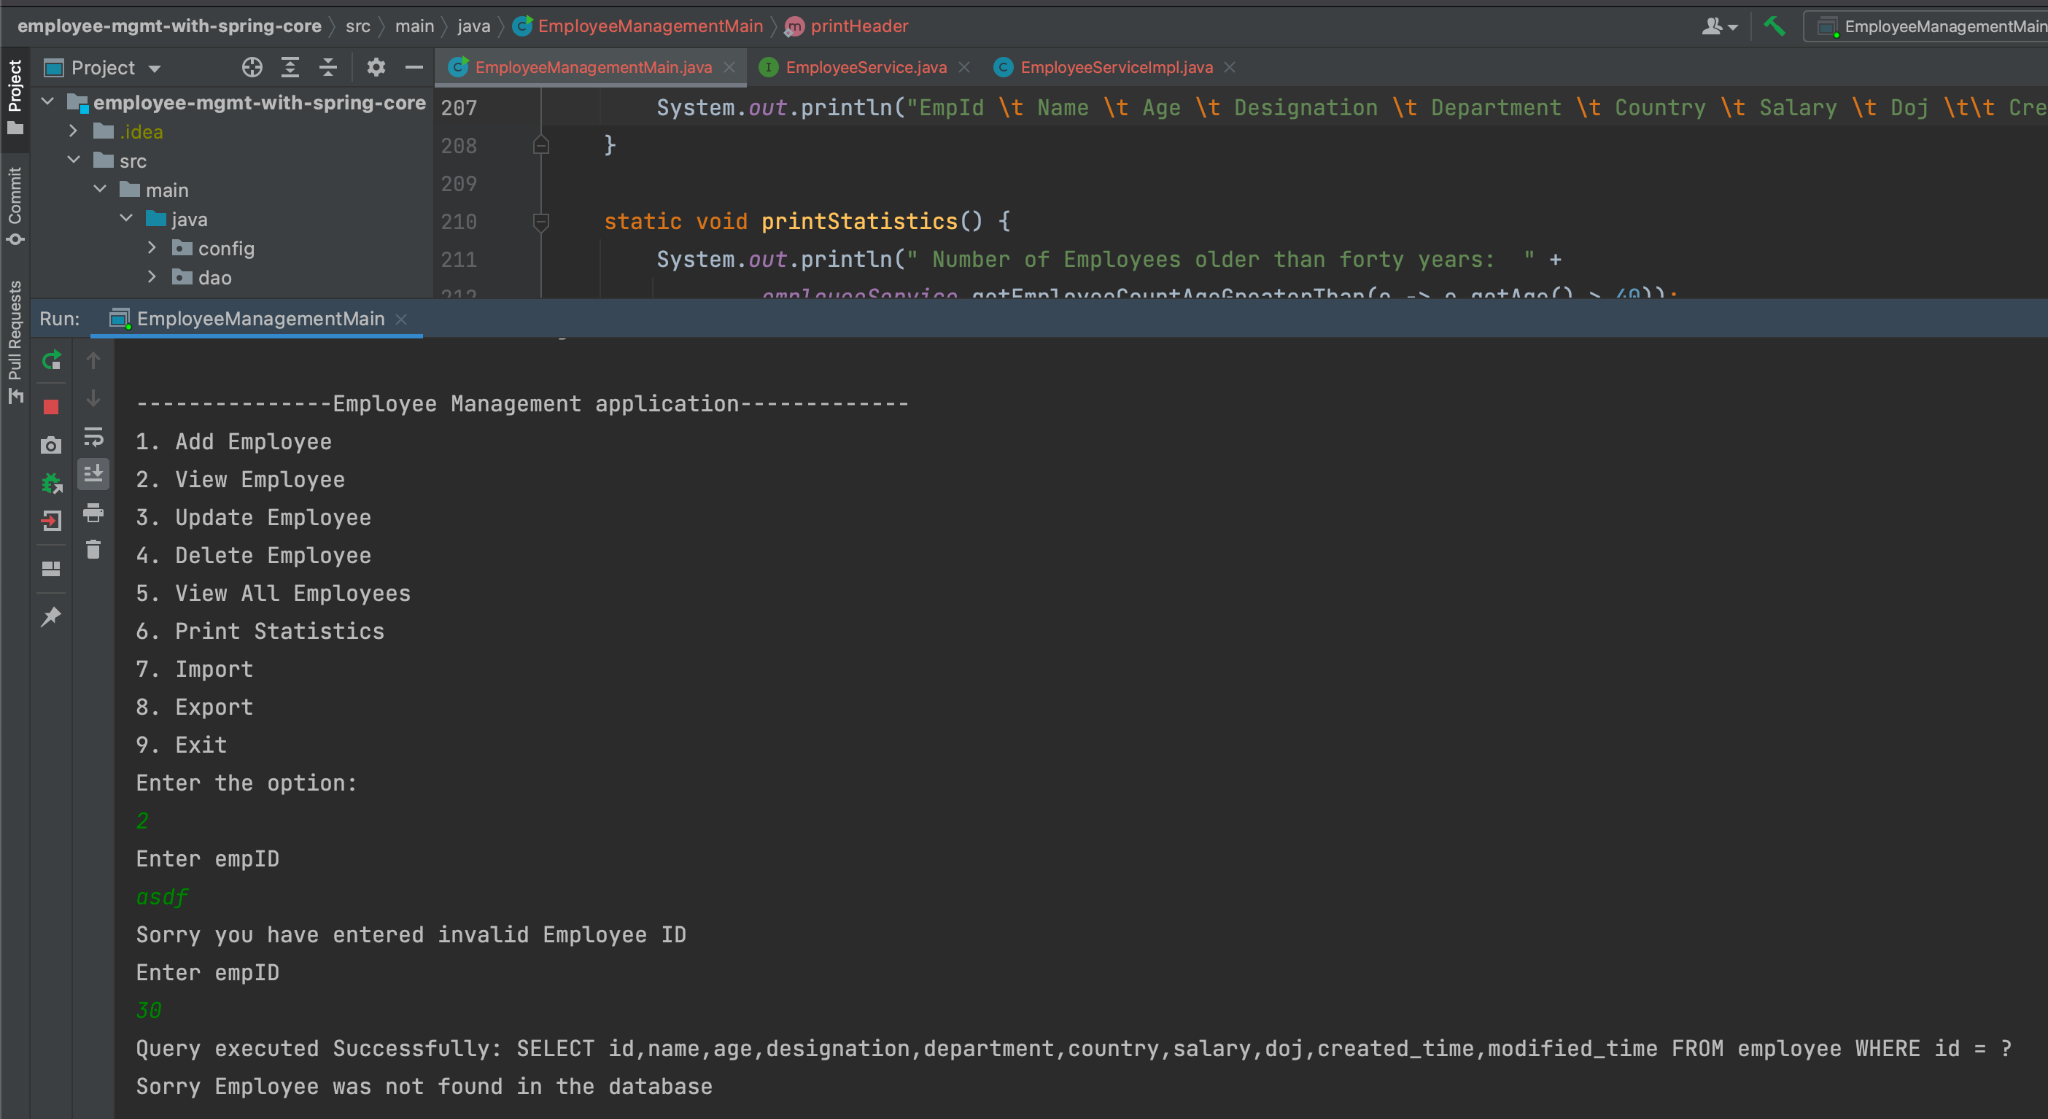 employee-mgmt-with-spring-core src main java EmployeeManagementMain printHeader EmployeeManagementMain
Project
Project EmployeeManagementMain.java EmployeeService.java EmployeeServiceImpl.java
employee-mgmt-with-spring-core
.idea
src
main
java
config
dao
Commit
Pull Requests
207 System.out.println("EmpId \t Name \t Age \t Designation \t Department \t Country \t Salary \t Doj \t\t Cre
208 }
209
210 static void printStatistics() {
211 System.out.println(" Number of Employees older than forty years:  " +
212 employeeService.getEmployeeCountAgeGreaterThan(e -> e.getAge() > 40));
Run: EmployeeManagementMain
---------------Employee Management application-------------
1. Add Employee
2. View Employee
3. Update Employee
4. Delete Employee
5. View All Employees
6. Print Statistics
7. Import
8. Export
9. Exit
Enter the option:
2
Enter empID
asdf
Sorry you have entered invalid Employee ID
Enter empID
30
Query executed Successfully: SELECT id,name,age,designation,department,country,salary,doj,created_time,modified_time FROM employee WHERE id = ?
Sorry Employee was not found in the database